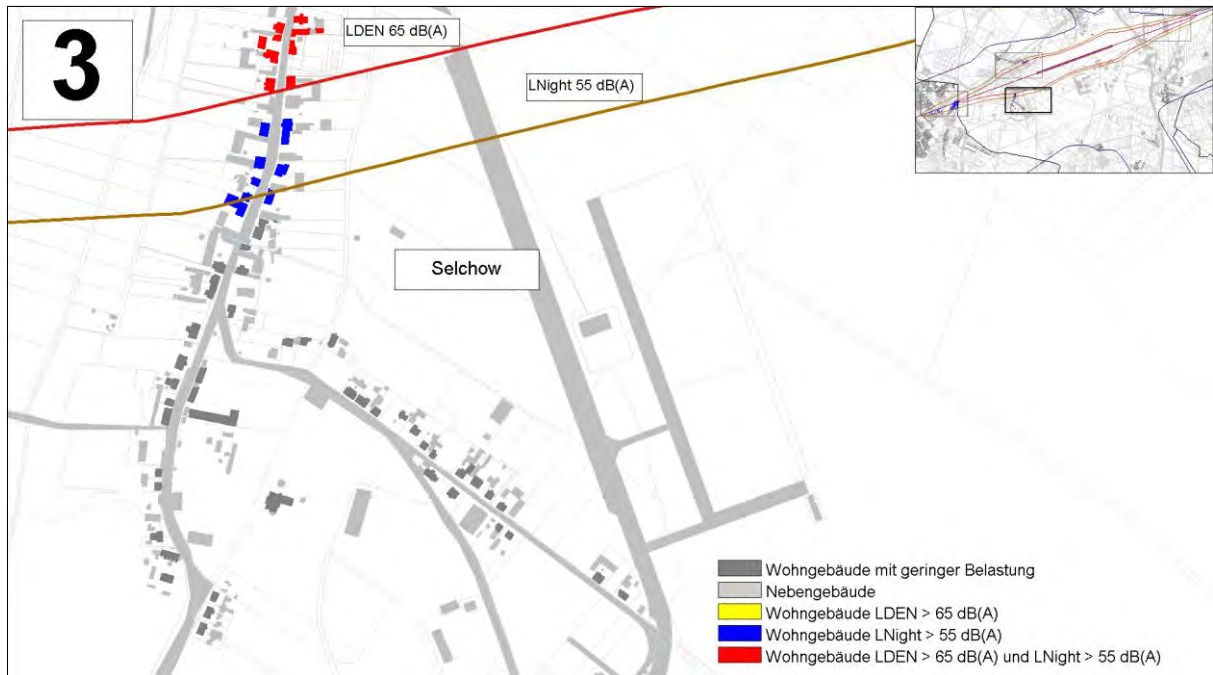 3
LDEN 65 dB(A)
LNight 55 dB(A)
Selchow
Wohngebäude mit geringer Belastung
Nebengebäude
Wohngebäude LDEN > 65 dB(A)
Wohngebäude LNight > 55 dB(A)
Wohngebäude LDEN > 65 dB(A) und LNight > 55 dB(A)